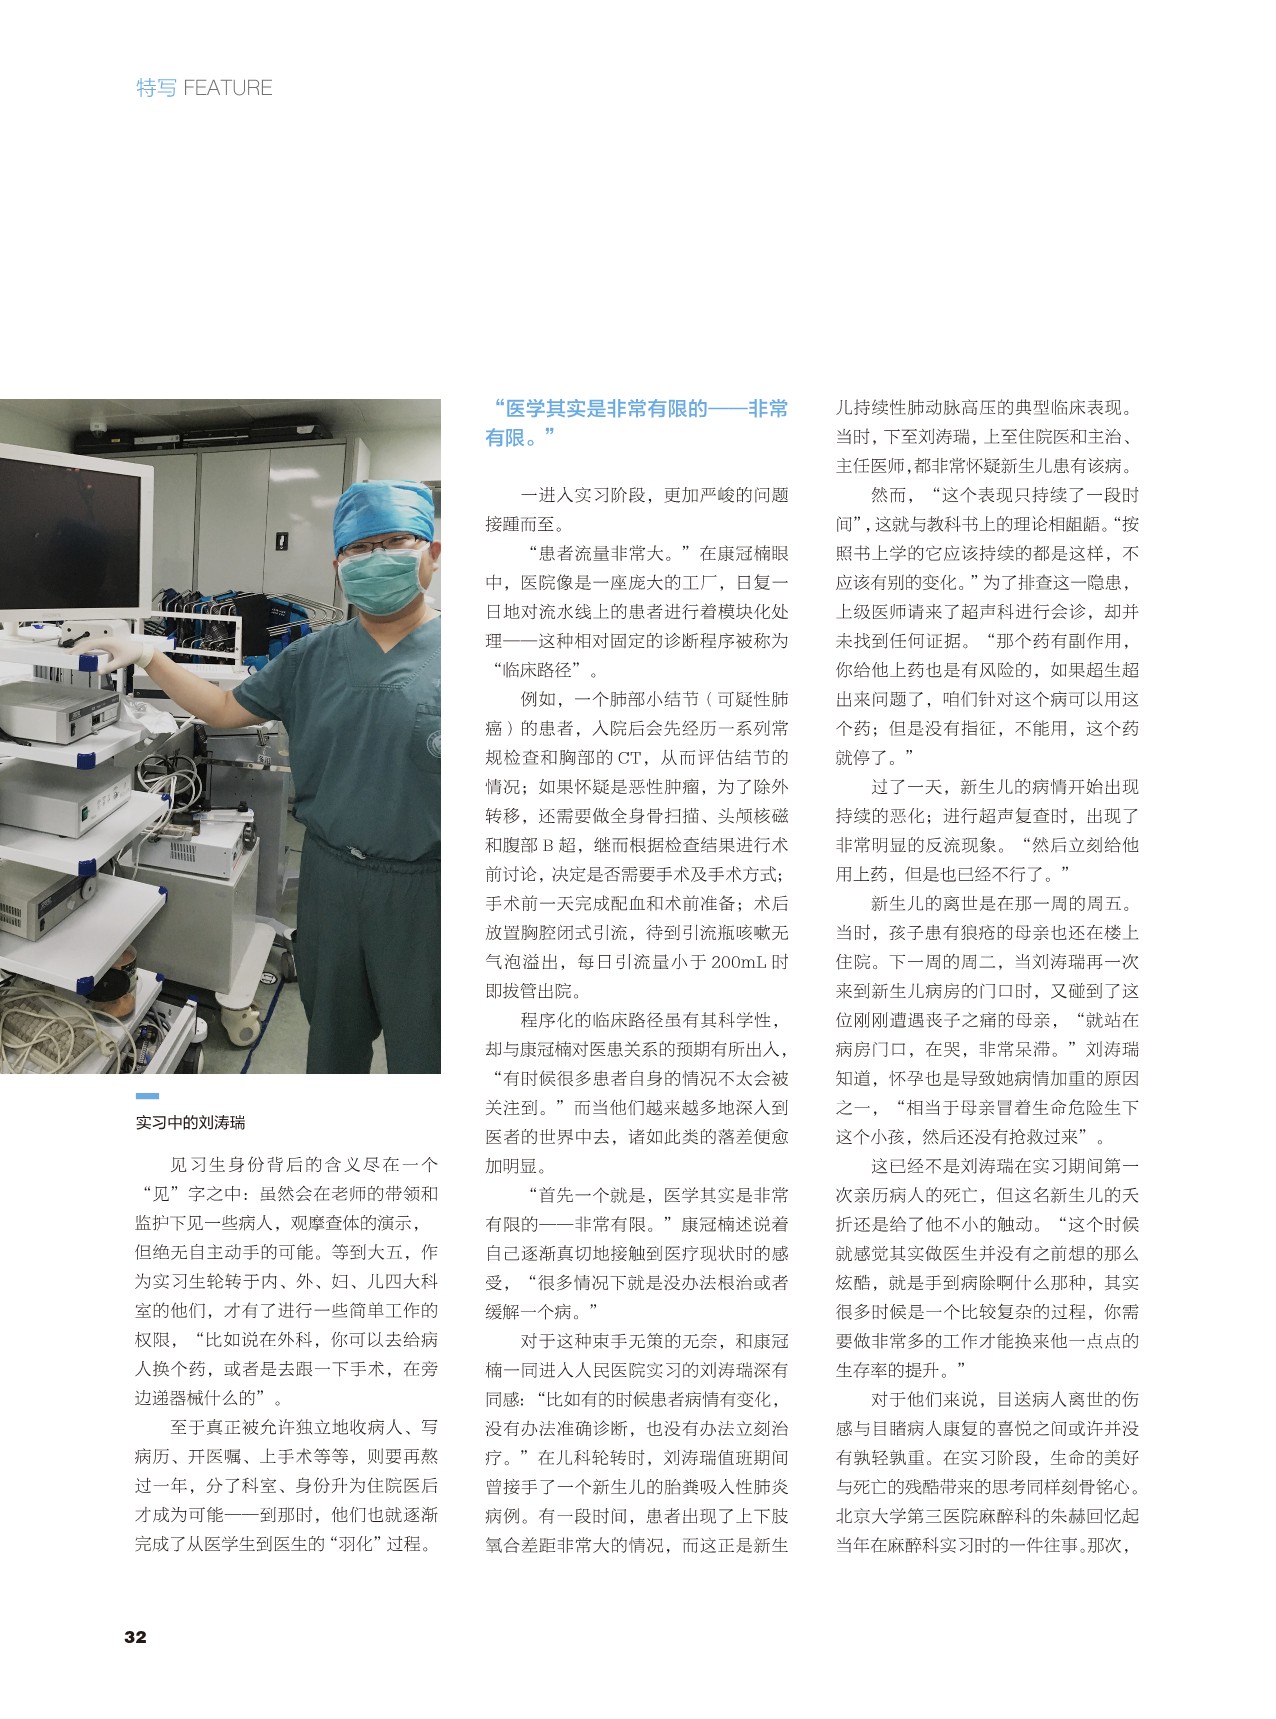 特写 FEATURE
实习中的刘涛瑞
见习生身份背后的含义尽在一个
“见”字之中：虽然会在老师的带领和
监护下见一些病人，观摩查体的演示，
但绝无自主动手的可能。等到大五，作
为实习生轮转于内、外、妇、儿四大科
室的他们，才有了进行一些简单工作的
权限，“比如说在外科，你可以去给病
人换个药，或者是去跟一下手术，在旁
边递器械什么的”。
至于真正被允许独立地收病人、写
病历、开医嘱、上手术等等，则要再熬
过一年，分了科室、身份升为住院医后
才成为可能——到那时，他们也就逐渐
完成了从医学生到医生的“羽化”过程。
“医学其实是非常有限的——非常
有限。”
一进入实习阶段，更加严峻的问题
接踵而至。
“患者流量非常大。”在康冠楠眼
中，医院像是一座庞大的工厂，日复一
日地对流水线上的患者进行着模块化处
理——这种相对固定的诊断程序被称为
“临床路径”。
例如，一个肺部小结节（可疑性肺
癌）的患者，入院后会先经历一系列常
规检查和胸部的 CT，从而评估结节的
情况；如果怀疑是恶性肿瘤，为了除外
转移，还需要做全身骨扫描、头颅核磁
和腹部 B 超，继而根据检查结果进行术
前讨论，决定是否需要手术及手术方式；
手术前一天完成配血和术前准备；术后
放置胸腔闭式引流，待到引流瓶咳嗽无
气泡溢出，每日引流量小于 200mL 时
即拔管出院。
程序化的临床路径虽有其科学性，
却与康冠楠对医患关系的预期有所出入，
“有时候很多患者自身的情况不太会被
关注到。”而当他们越来越多地深入到
医者的世界中去，诸如此类的落差便愈
加明显。
“首先一个就是，医学其实是非常
有限的——非常有限。”康冠楠述说着
自己逐渐真切地接触到医疗现状时的感
受，“很多情况下就是没办法根治或者
缓解一个病。”
对于这种束手无策的无奈，和康冠
楠一同进入人民医院实习的刘涛瑞深有
同感：“比如有的时候患者病情有变化，
没有办法准确诊断，也没有办法立刻治
疗。”在儿科轮转时，刘涛瑞值班期间
曾接手了一个新生儿的胎粪吸入性肺炎
病例。有一段时间，患者出现了上下肢
氧合差距非常大的情况，而这正是新生
儿持续性肺动脉高压的典型临床表现。
当时，下至刘涛瑞，上至住院医和主治、
主任医师，都非常怀疑新生儿患有该病。
然而，“这个表现只持续了一段时
间”，这就与教科书上的理论相龃龉。“按
照书上学的它应该持续的都是这样，不
应该有别的变化。”为了排查这一隐患，
上级医师请来了超声科进行会诊，却并
未找到任何证据。“那个药有副作用，
你给他上药也是有风险的，如果超生超
出来问题了，咱们针对这个病可以用这
个药；但是没有指征，不能用，这个药
就停了。”
过了一天，新生儿的病情开始出现
持续的恶化；进行超声复查时，出现了
非常明显的反流现象。“然后立刻给他
用上药，但是也已经不行了。”
新生儿的离世是在那一周的周五。
当时，孩子患有狼疮的母亲也还在楼上
住院。下一周的周二，当刘涛瑞再一次
来到新生儿病房的门口时，又碰到了这
位刚刚遭遇丧子之痛的母亲，“就站在
病房门口，在哭，非常呆滞。”刘涛瑞
知道，怀孕也是导致她病情加重的原因
之一，“相当于母亲冒着生命危险生下
这个小孩，然后还没有抢救过来”。
这已经不是刘涛瑞在实习期间第一
次亲历病人的死亡，但这名新生儿的夭
折还是给了他不小的触动。“这个时候
就感觉其实做医生并没有之前想的那么
炫酷，就是手到病除啊什么那种，其实
很多时候是一个比较复杂的过程，你需
要做非常多的工作才能换来他一点点的
生存率的提升。”
对于他们来说，目送病人离世的伤
感与目睹病人康复的喜悦之间或许并没
有孰轻孰重。在实习阶段，生命的美好
与死亡的残酷带来的思考同样刻骨铭心。
北京大学第三医院麻醉科的朱赫回忆起
当年在麻醉科实习时的一件往事。那次，
32